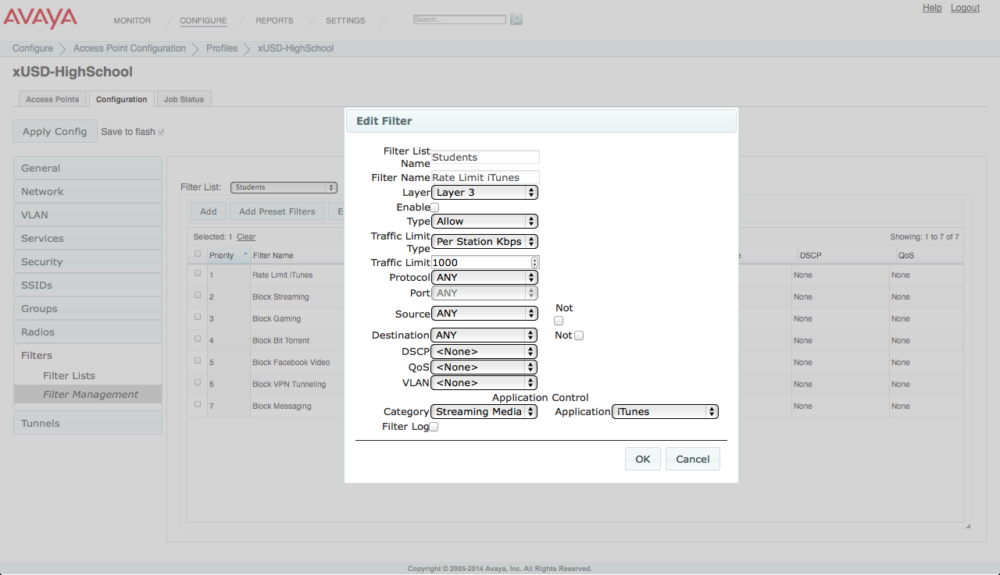 AVAYA
MONITOR CONFIGURE REPORTS SETTINGS Search... Help Logout
Configure Access Point Configuration Profiles xUSD-HighSchool
xUSD-HighSchool
Access Points Configuration Job Status
Apply Config Save to flash
General
Network
VLAN
Services
Security
SSIDs
Groups
Radios
Filters
Filter Lists
Filter Management
Tunnels
Filter List: Students
Add Add Preset Filters
Selected: 1 Clear Showing: 1 to 7 of 7
Priority Filter Name DSCP QoS
1 Rate Limit iTunes None None
2 Block Streaming None None
3 Block Gaming None None
4 Block Bit Torrent None None
5 Block Facebook Video None None
6 Block VPN Tunneling None None
7 Block Messaging None None
Edit Filter
Filter List
Name Students
Filter Name Rate Limit iTunes
Layer Layer 3
Enable
Type Allow
Traffic Limit
Type Per Station Kbps
Traffic Limit 1000
Protocol ANY
Port ANY
Source ANY Not
Destination ANY Not
DSCP <None>
QoS <None>
VLAN <None>
Application Control
Category Streaming Media Application iTunes
Filter Log
OK Cancel
Copyright © 2005-2014 Avaya, Inc. All Rights Reserved.